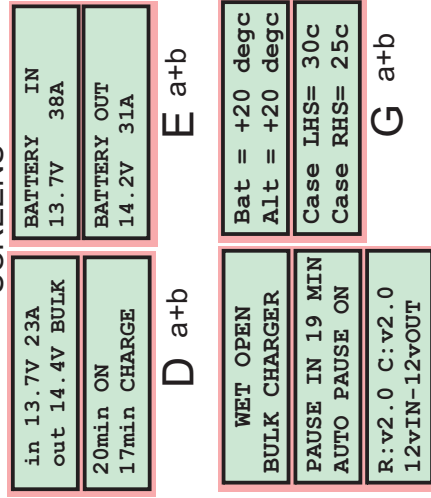 in 13.7V 23A
out 14.4V BULK
20min ON
17min CHARGE
D a+b
BATTERY IN
13.7V 38A
BATTERY OUT
14.2V 31A
E a+b
WET OPEN
BULK CHARGER
PAUSE IN 19 MIN
AUTO PAUSE ON
R:v2.0 C:v2.0
12vIN-12vOUT
Bat = +20 degc
Alt = +20 degc
Case LHS= 30c
Case RHS= 25c
G a+b